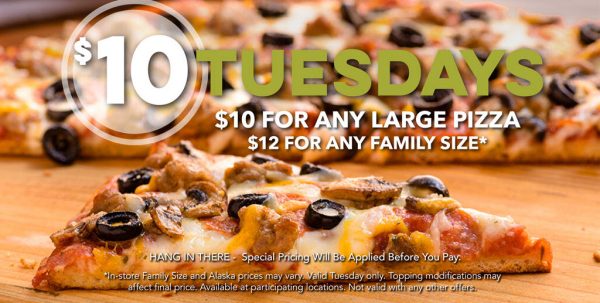 $10 TUESDAYS
$10 FOR ANY LARGE PIZZA
$12 FOR ANY FAMILY SIZE*
- HANG IN THERE - Special Pricing Will Be Applied Before You Pay.
*In-store Family Size and Alaska prices may vary. Valid Tuesday only. Topping modifications may
affect final price. Available at participating locations. Not valid with any other offers.